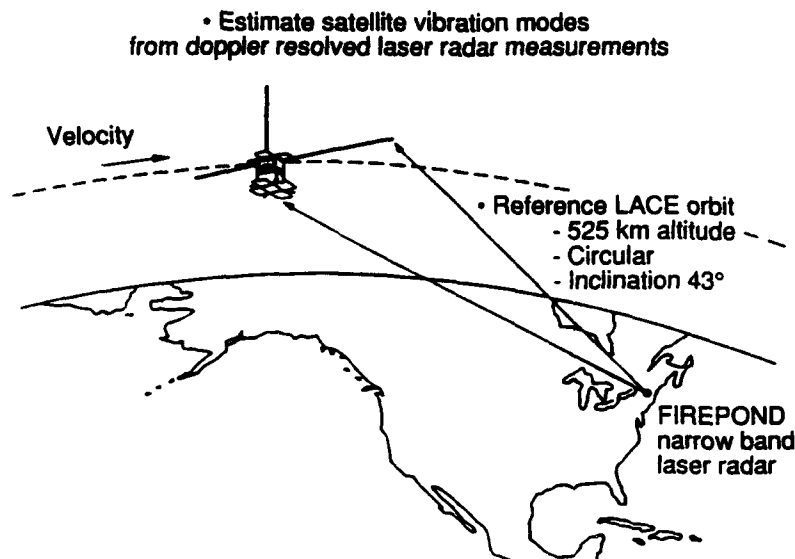 • Estimate satellite vibration modes
from doppler resolved laser radar measurements
Velocity
• Reference LACE orbit
- 525 km altitude
- Circular
- Inclination 43°
FIREPOND
narrow band
laser radar